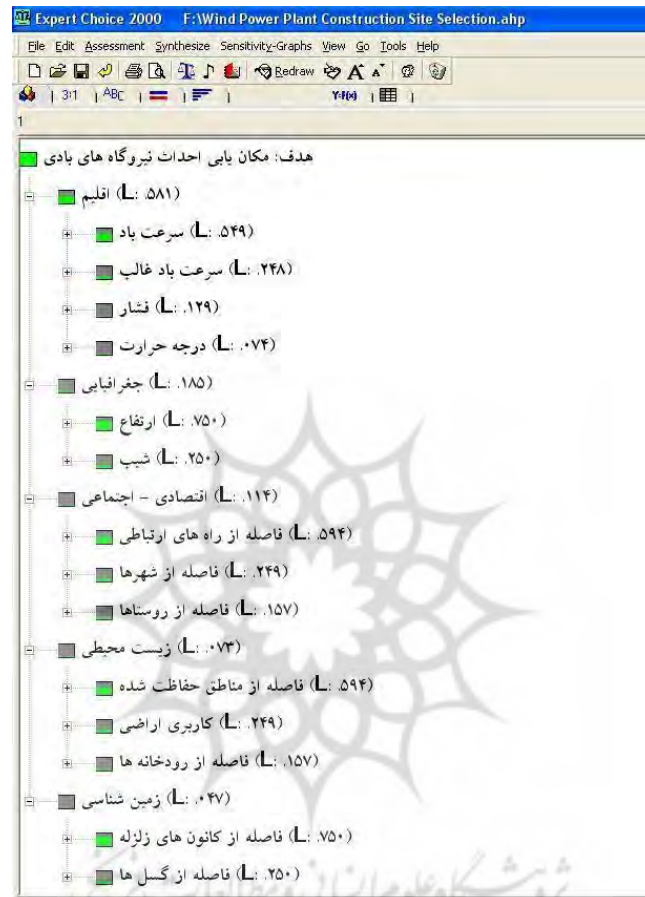 Expert Choice 2000 F:\Wind Power Plant Construction Site Selection.ahp
File Edit Assessment Synthesize Sensitivity-Graphs View Go Tools Help
Redraw A A
3:1 ABC Y=f(x)
1
هدف: مکان یابی احداث نیروگاه های بادی
اقلیم (L: .۵۸۱)
سرعت باد (L: .۵۴۹)
سرعت باد غالب (L: .۲۴۸)
فشار (L: .۱۲۹)
درجه حرارت (L: .۰۷۴)
جغرافیایی (L: .۱۸۵)
ارتفاع (L: .۷۵۰)
شیب (L: .۲۵۰)
اقتصادی - اجتماعی (L: .۱۱۴)
فاصله از راه های ارتباطی (L: .۵۹۴)
فاصله از شهرها (L: .۲۴۹)
فاصله از روستاها (L: .۱۵۷)
زیست محیطی (L: .۰۷۳)
فاصله از مناطق حفاظت شده (L: .۵۹۴)
کاربری اراضی (L: .۲۴۹)
فاصله از رودخانه ها (L: .۱۵۷)
زمین شناسی (L: .۰۴۷)
فاصله از کانون های زلزله (L: .۷۵۰)
فاصله از گسل ها (L: .۲۵۰)